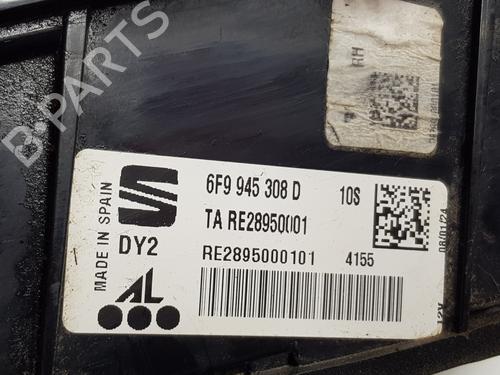 B-PARTS
RH
MADE IN SPAIN
6F9 945 308 D 10S
TA RE28950001
DY2
RE2895000101 4155
08/01/24
12V
AL